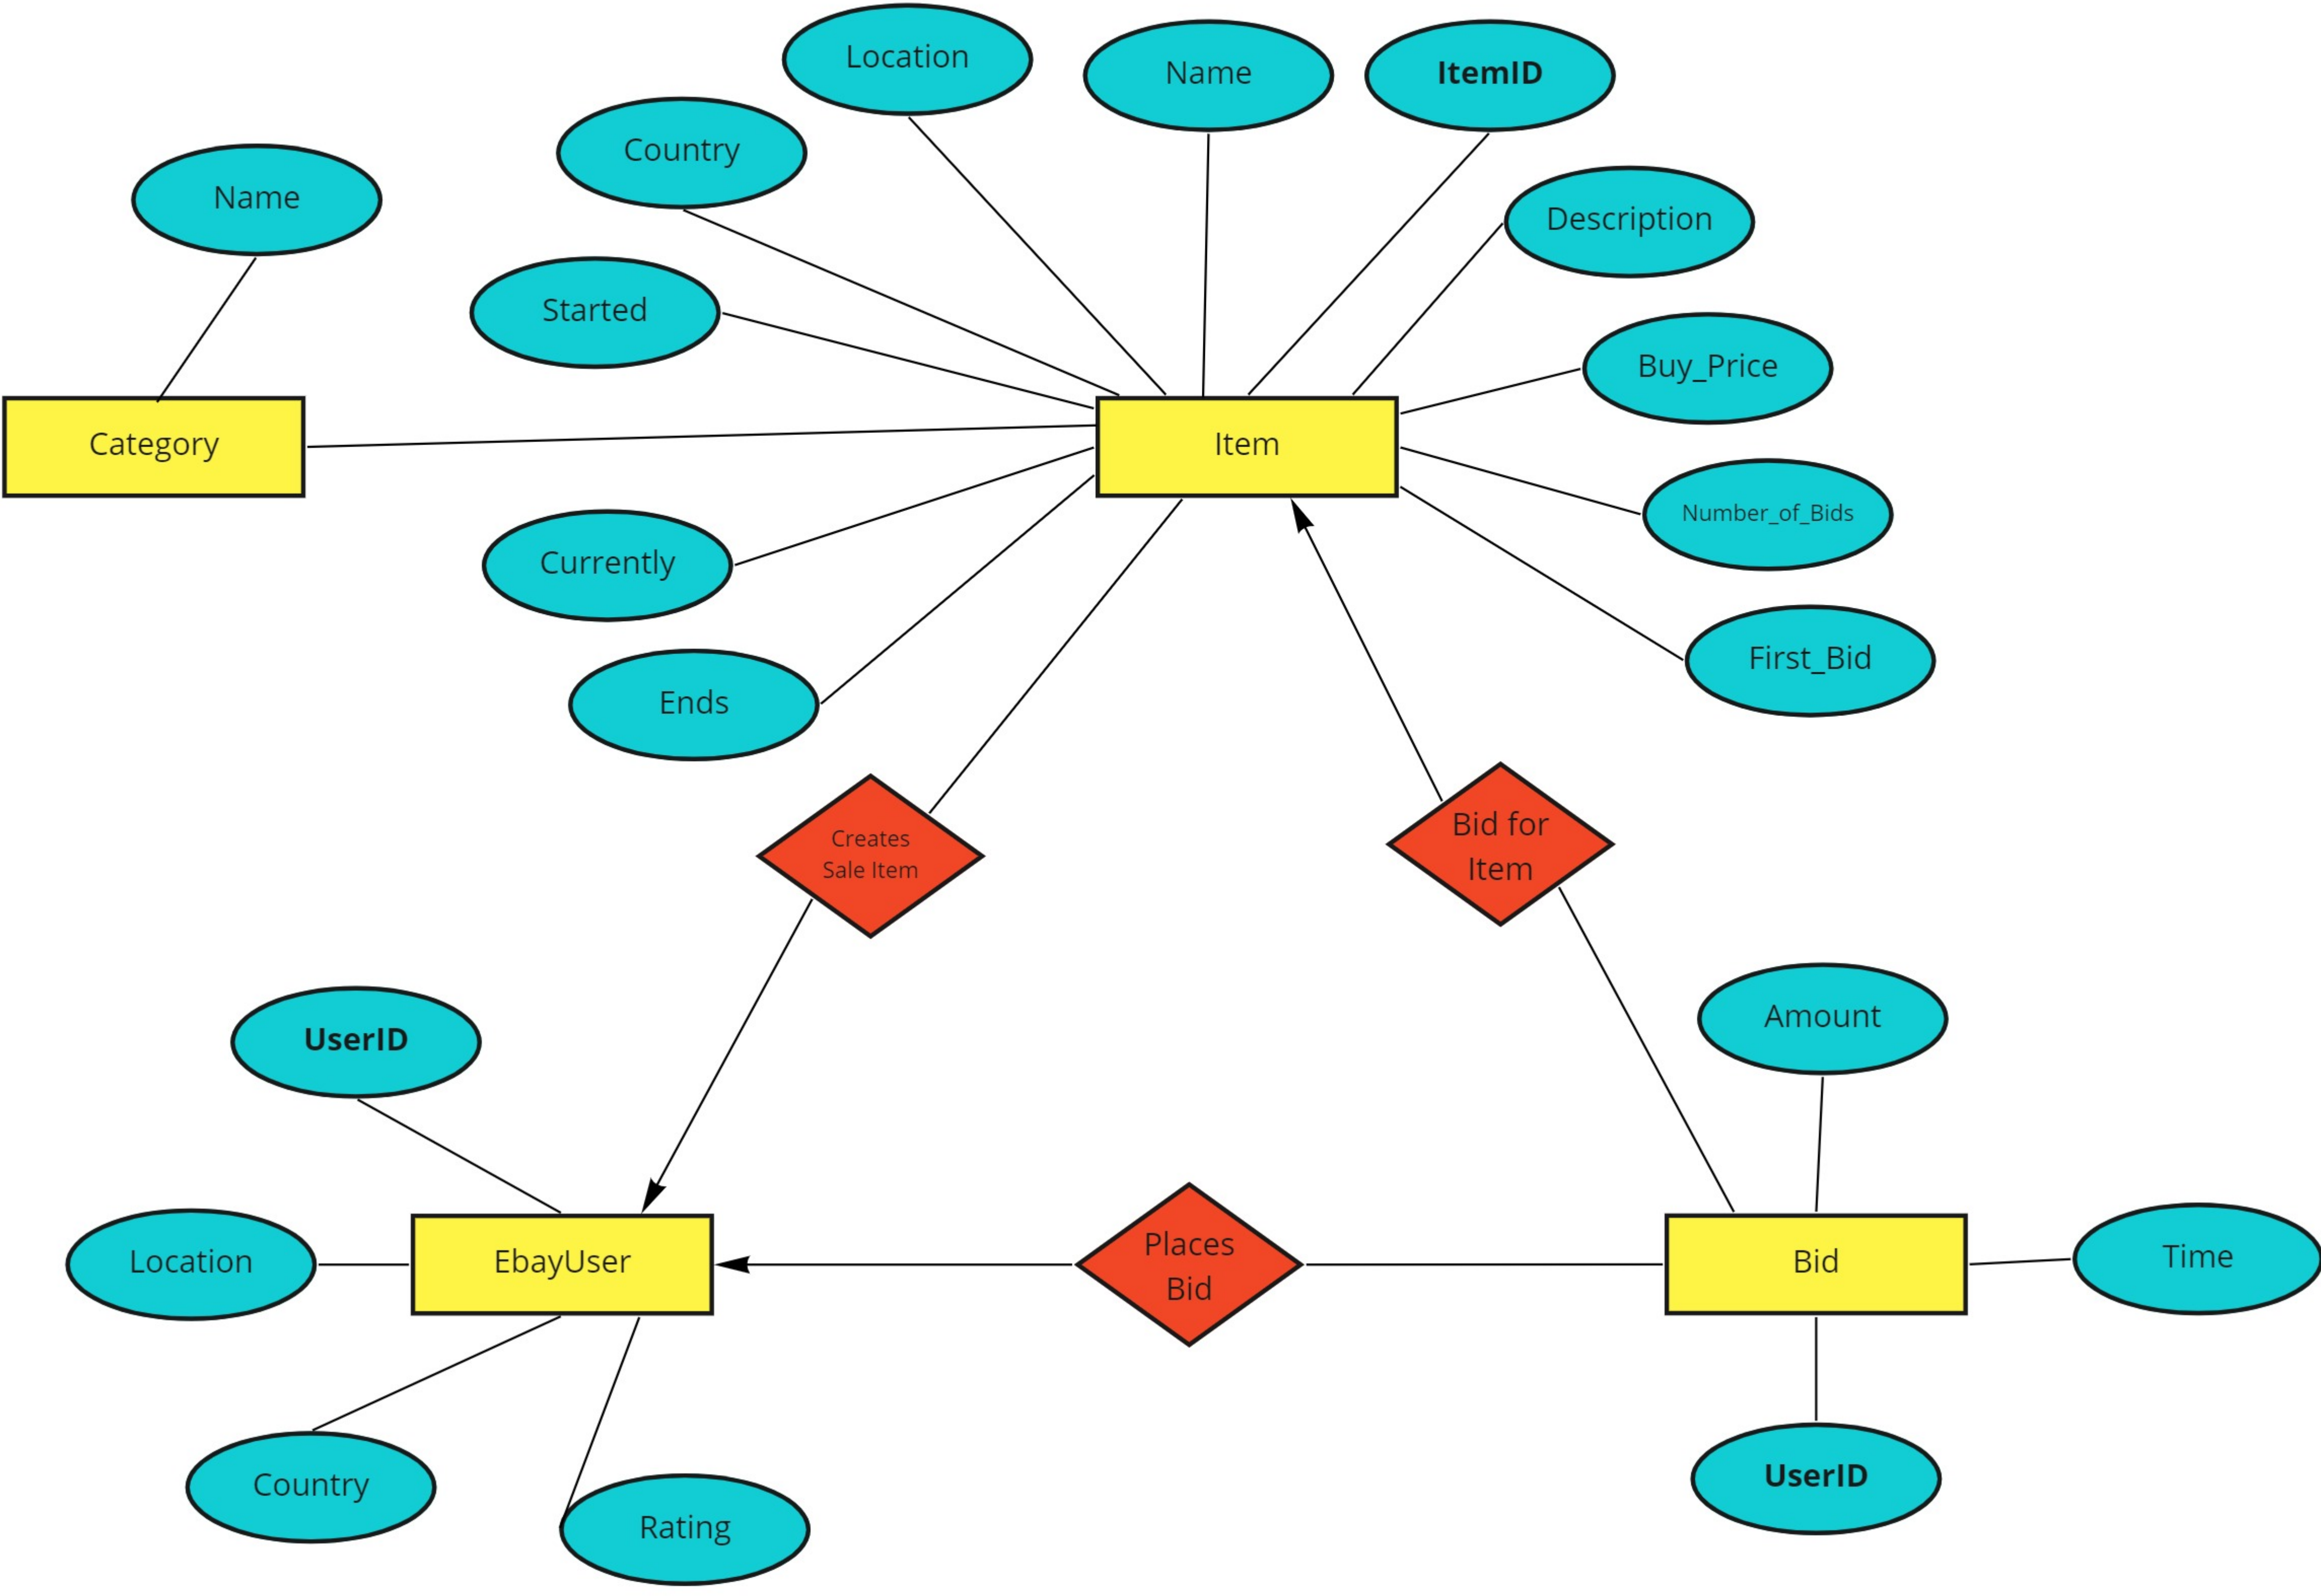 Location
Name
ItemID
Country
Name
Description
Started
Buy_Price
Category
Item
Number_of_Bids
Currently
First_Bid
Ends
Creates
Sale Item
Bid for
Item
Amount
UserID
Location
EbayUser
Places
Bid
Bid
Time
Country
Rating
UserID